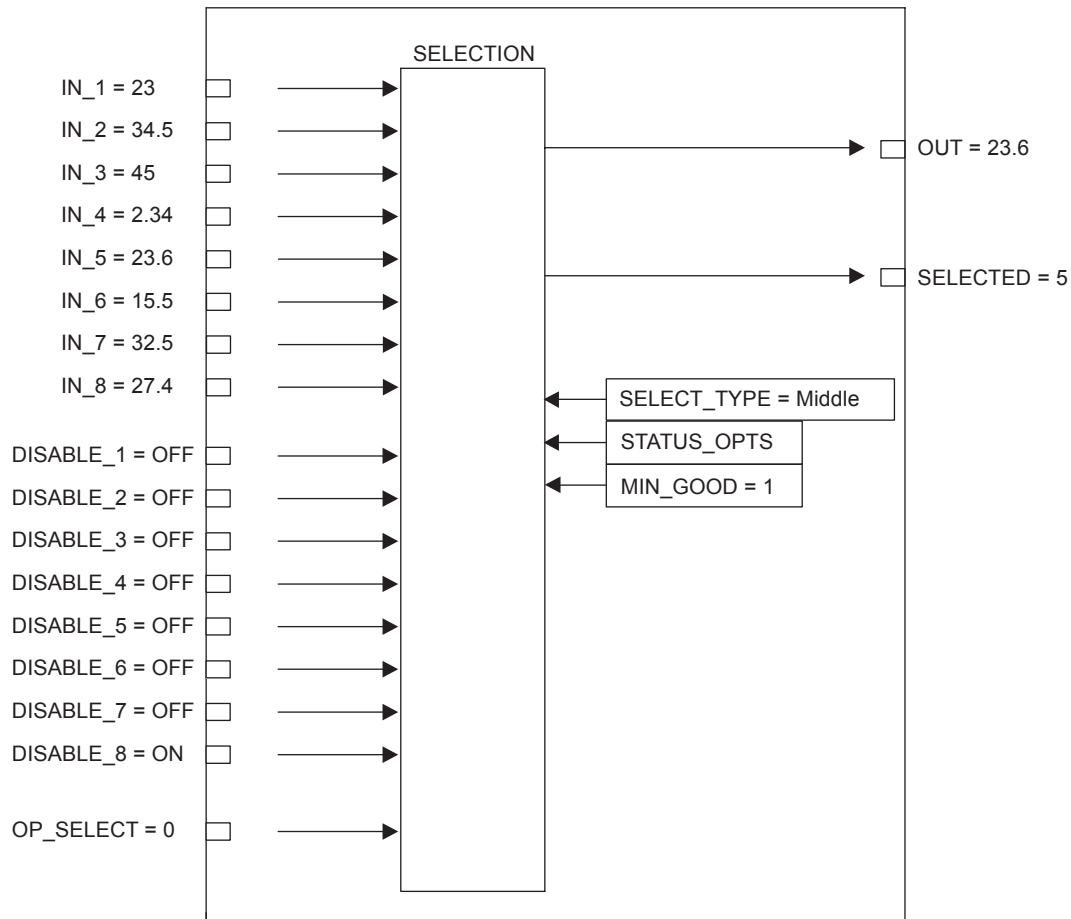 SELECTION
IN_1 = 23
IN_2 = 34.5
IN_3 = 45
IN_4 = 2.34
IN_5 = 23.6
IN_6 = 15.5
IN_7 = 32.5
IN_8 = 27.4
DISABLE_1 = OFF
DISABLE_2 = OFF
DISABLE_3 = OFF
DISABLE_4 = OFF
DISABLE_5 = OFF
DISABLE_6 = OFF
DISABLE_7 = OFF
DISABLE_8 = ON
OP_SELECT = 0
OUT = 23.6
SELECTED = 5
SELECT_TYPE = Middle
STATUS_OPTS
MIN_GOOD = 1